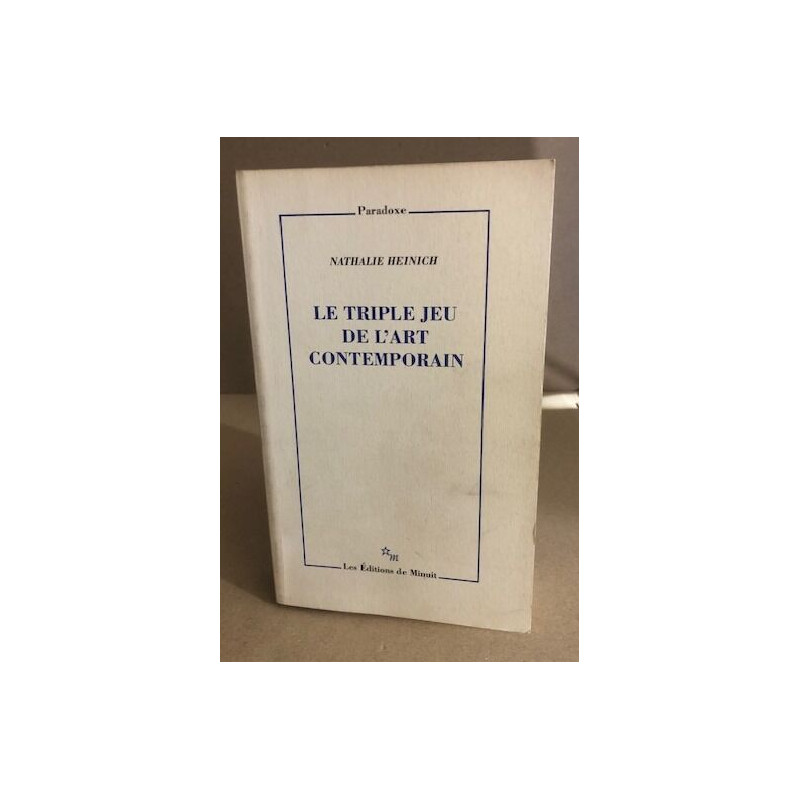 Paradoxe
NATHALIE HEINICH
LE TRIPLE JEU
DE L'ART
CONTEMPORAIN
m
Les Éditions de Minuit